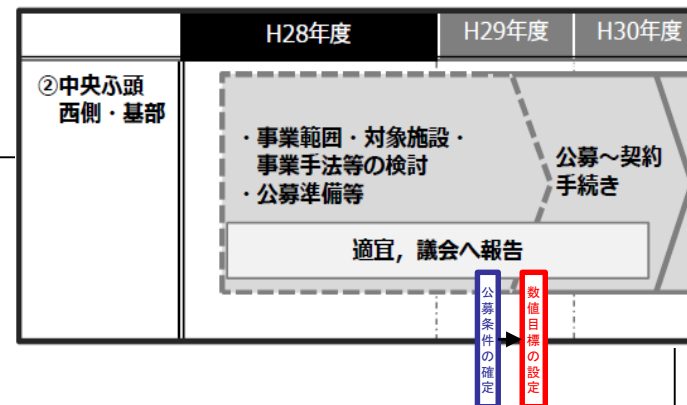 H28年度
H29年度
H30年度
②中央ふ頭
西側・基部
・事業範囲・対象施設・
事業手法等の検討
・公募準備等
公募～契約
手続き
適宜，議会へ報告
公募条件の確定
数値目標の設定